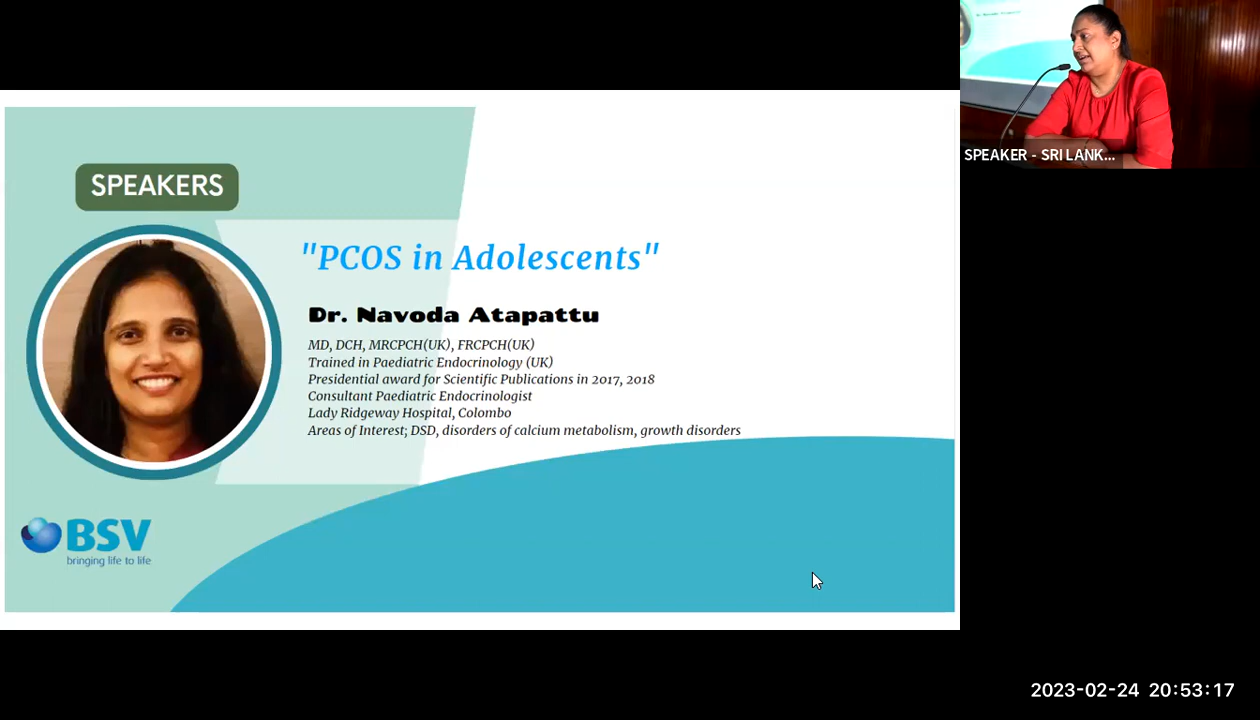 SPEAKERS
"PCOS in Adolescents"
Dr. Navoda Atapattu
MD, DCH, MRCPCH(UK), FRCPCH(UK)
Trained in Paediatric Endocrinology (UK)
Presidential award for Scientific Publications in 2017, 2018
Consultant Paediatric Endocrinologist
Lady Ridgeway Hospital, Colombo
Areas of Interest; DSD, disorders of calcium metabolism, growth disorders
BSV
bringing life to life
SPEAKER - SRI LANK...
2023-02-24 20:53:17